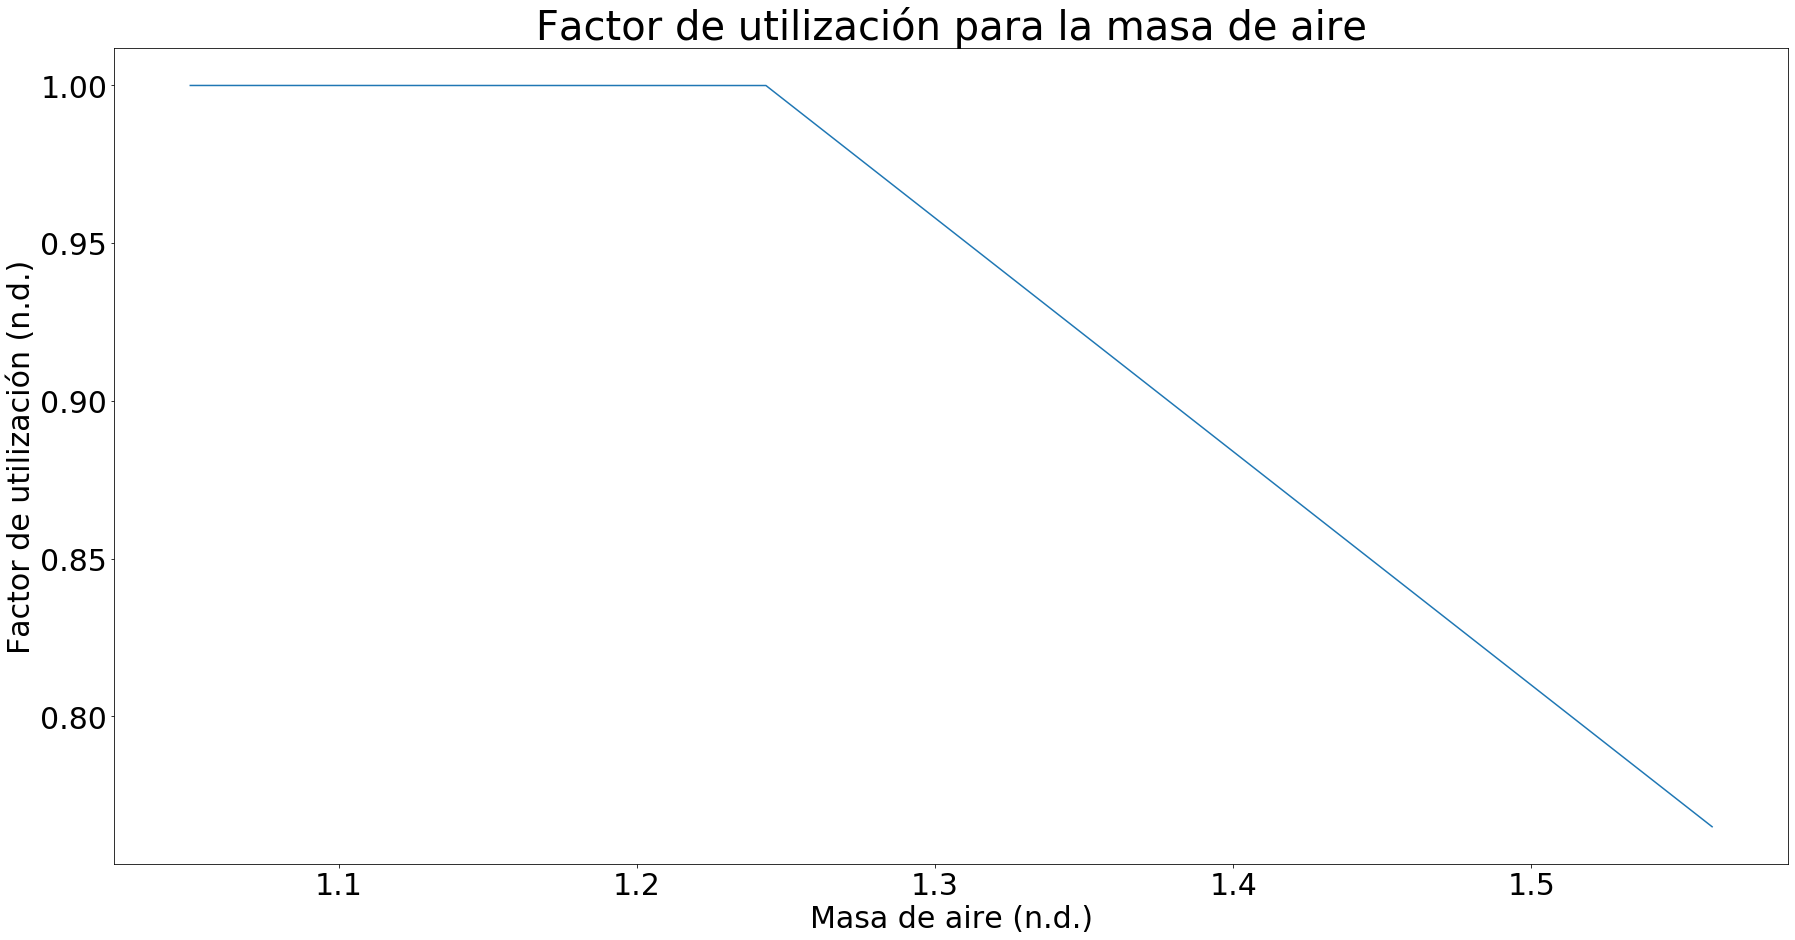 Factor de utilización para la masa de aire
Factor de utilización (n.d.)
1.00
0.95
0.90
0.85
0.80
1.1 1.2 1.3 1.4 1.5
Masa de aire (n.d.)